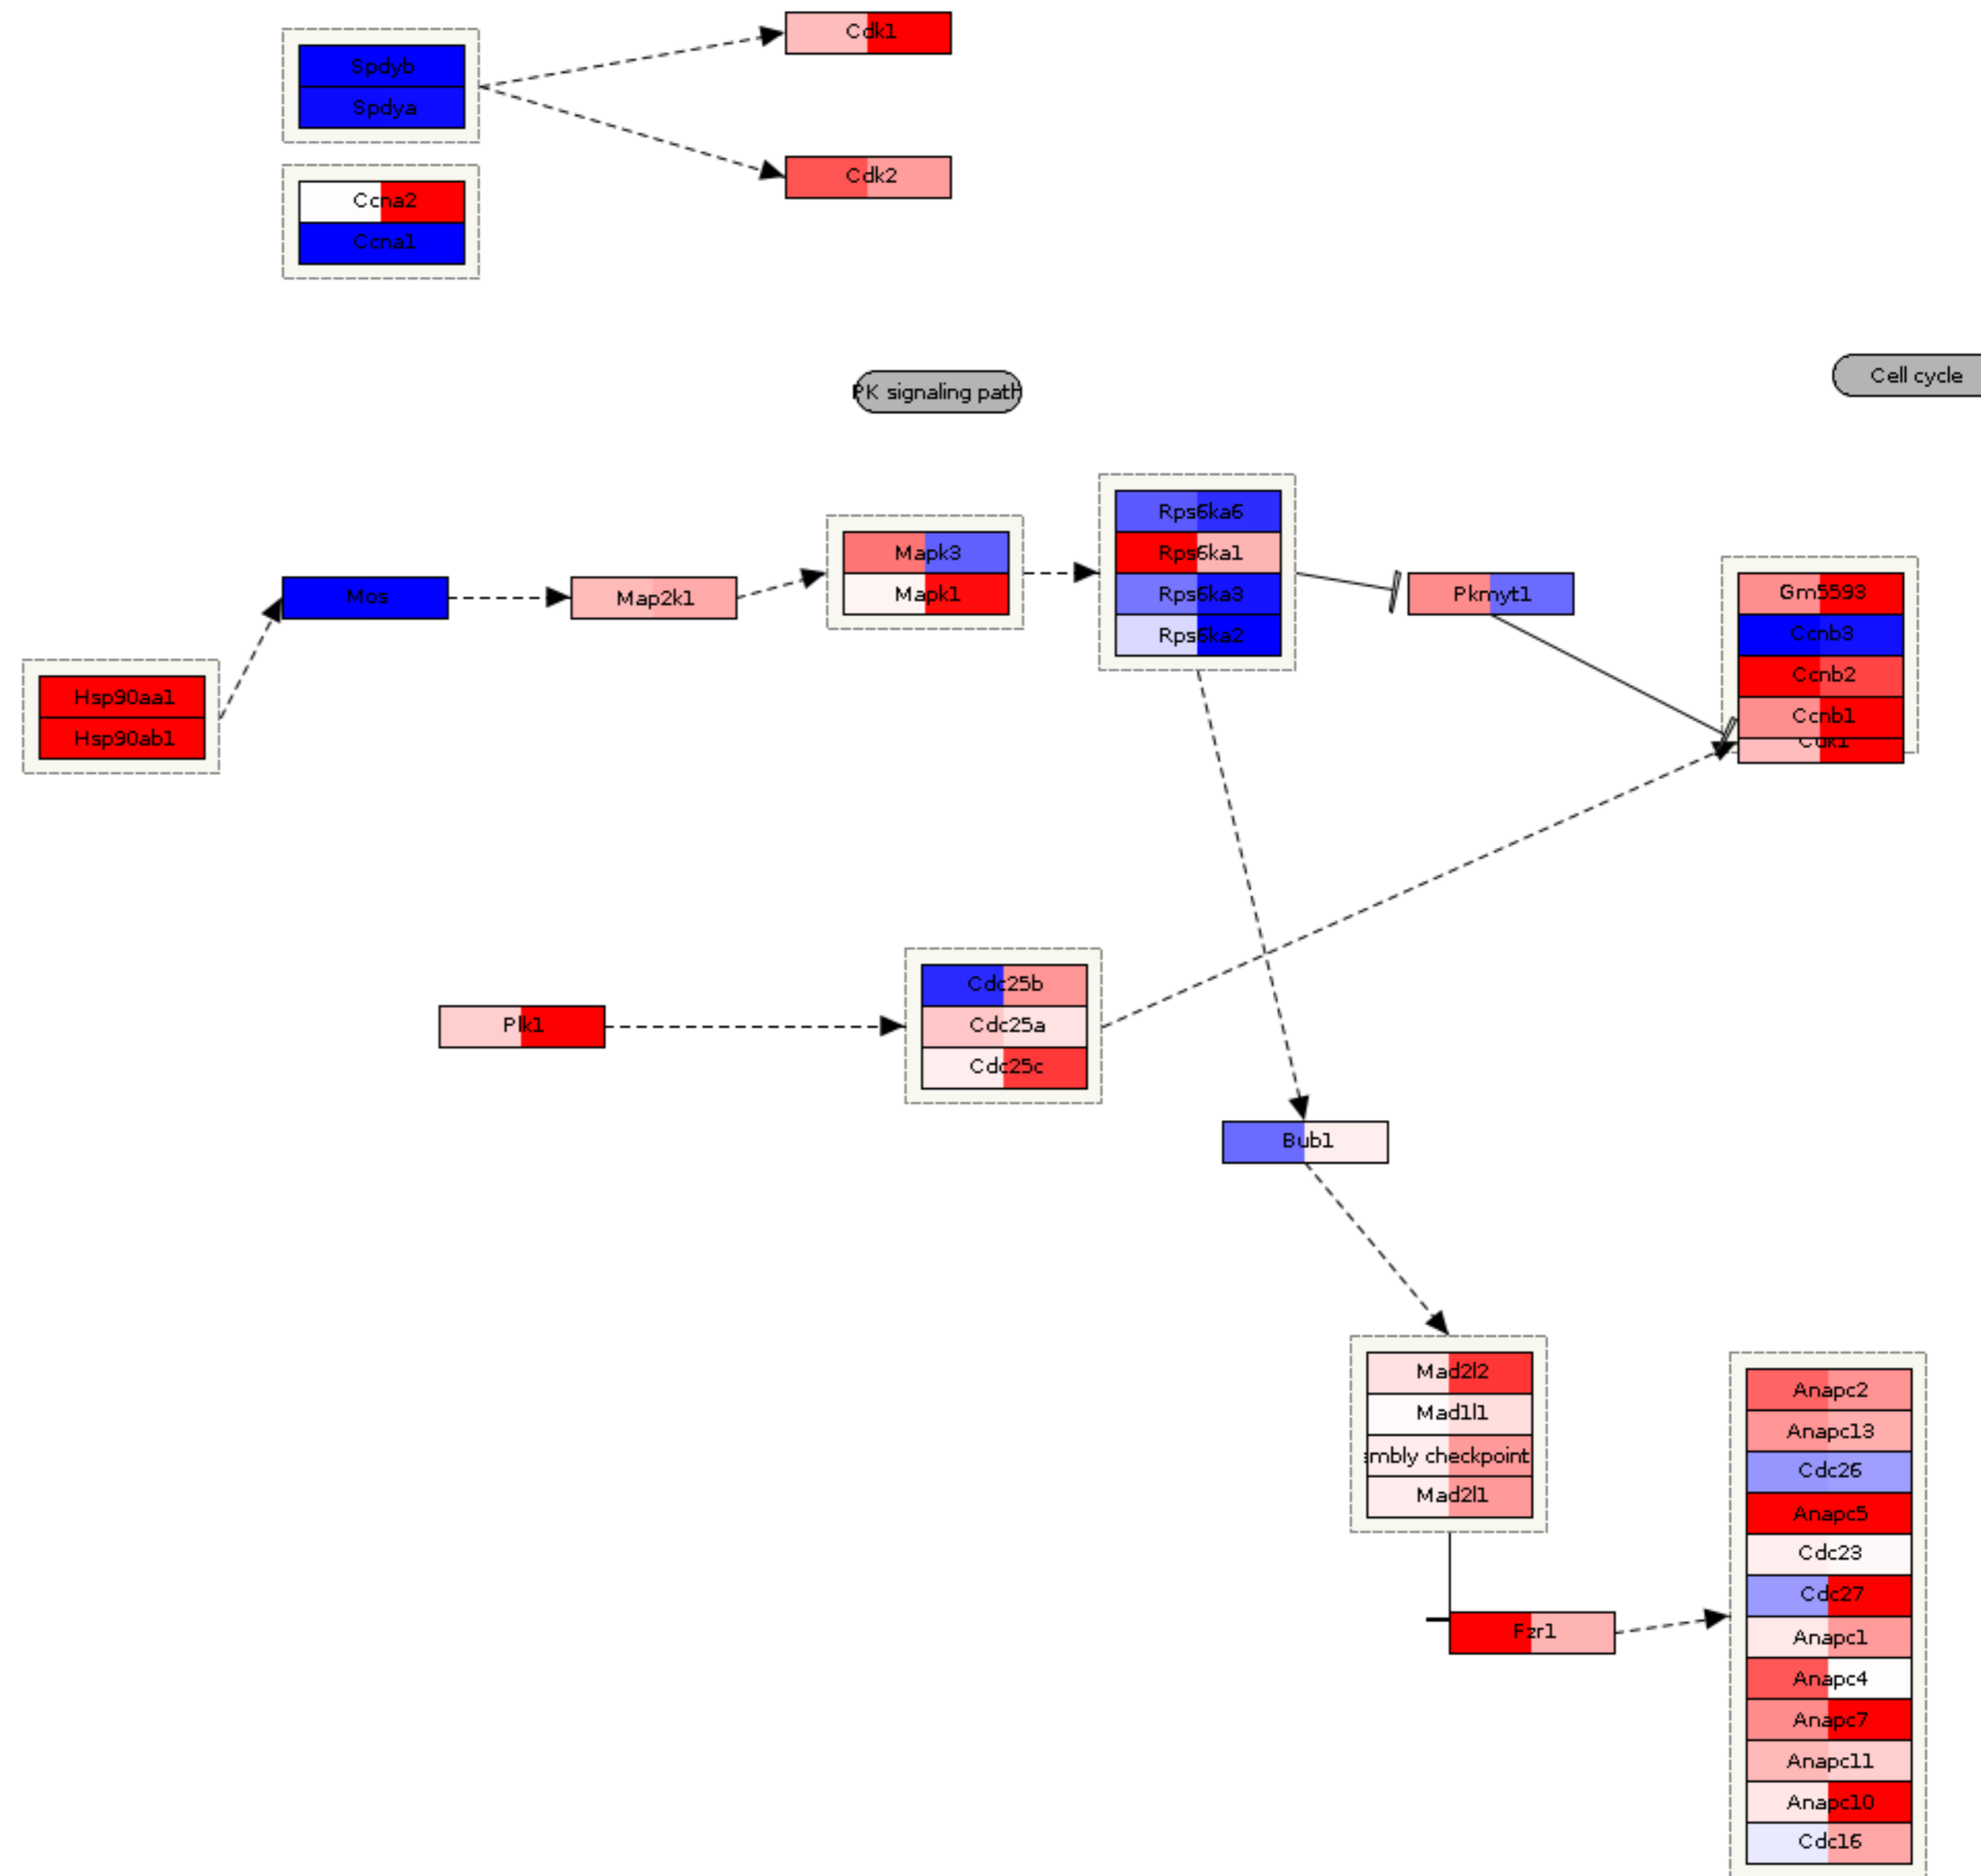 Cdk1
Spdyb
Spdya
Cdk2
Ccna2
Ccna1
PK signaling path
Cell cycle
Rps6ka6
Mapk3
Rps6ka1
Mos
Map2k1
Mapk1
Rps6ka3
Pkmyt1
Gm5593
Rps6ka2
Ccnb3
Ccnb2
Hsp90aa1
Ccnb1
Hsp90ab1
Cdk1
Cdc25b
Plk1
Cdc25a
Cdc25c
Bub1
Mad2l2
Anapc2
Mad1l1
Anapc13
mbly checkpoint
Cdc26
Mad2l1
Anapc5
Cdc23
Cdc27
Fzr1
Anapc1
Anapc4
Anapc7
Anapc11
Anapc10
Cdc16